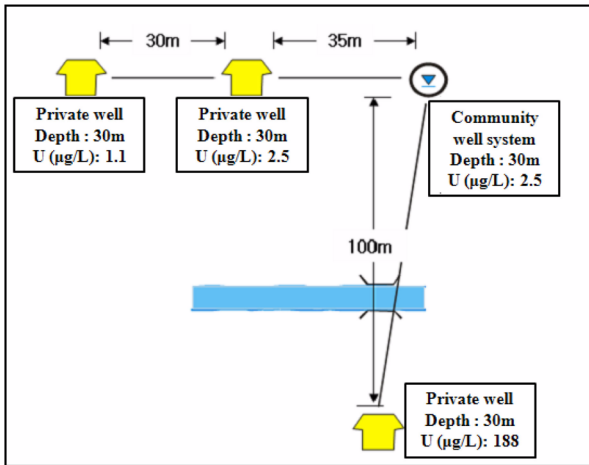 30m
35m
Private well
Depth : 30m
U (µg/L): 1.1
Private well
Depth : 30m
U (µg/L): 2.5
Community
well system
Depth : 30m
U (µg/L): 2.5
100m
Private well
Depth : 30m
U (µg/L): 188